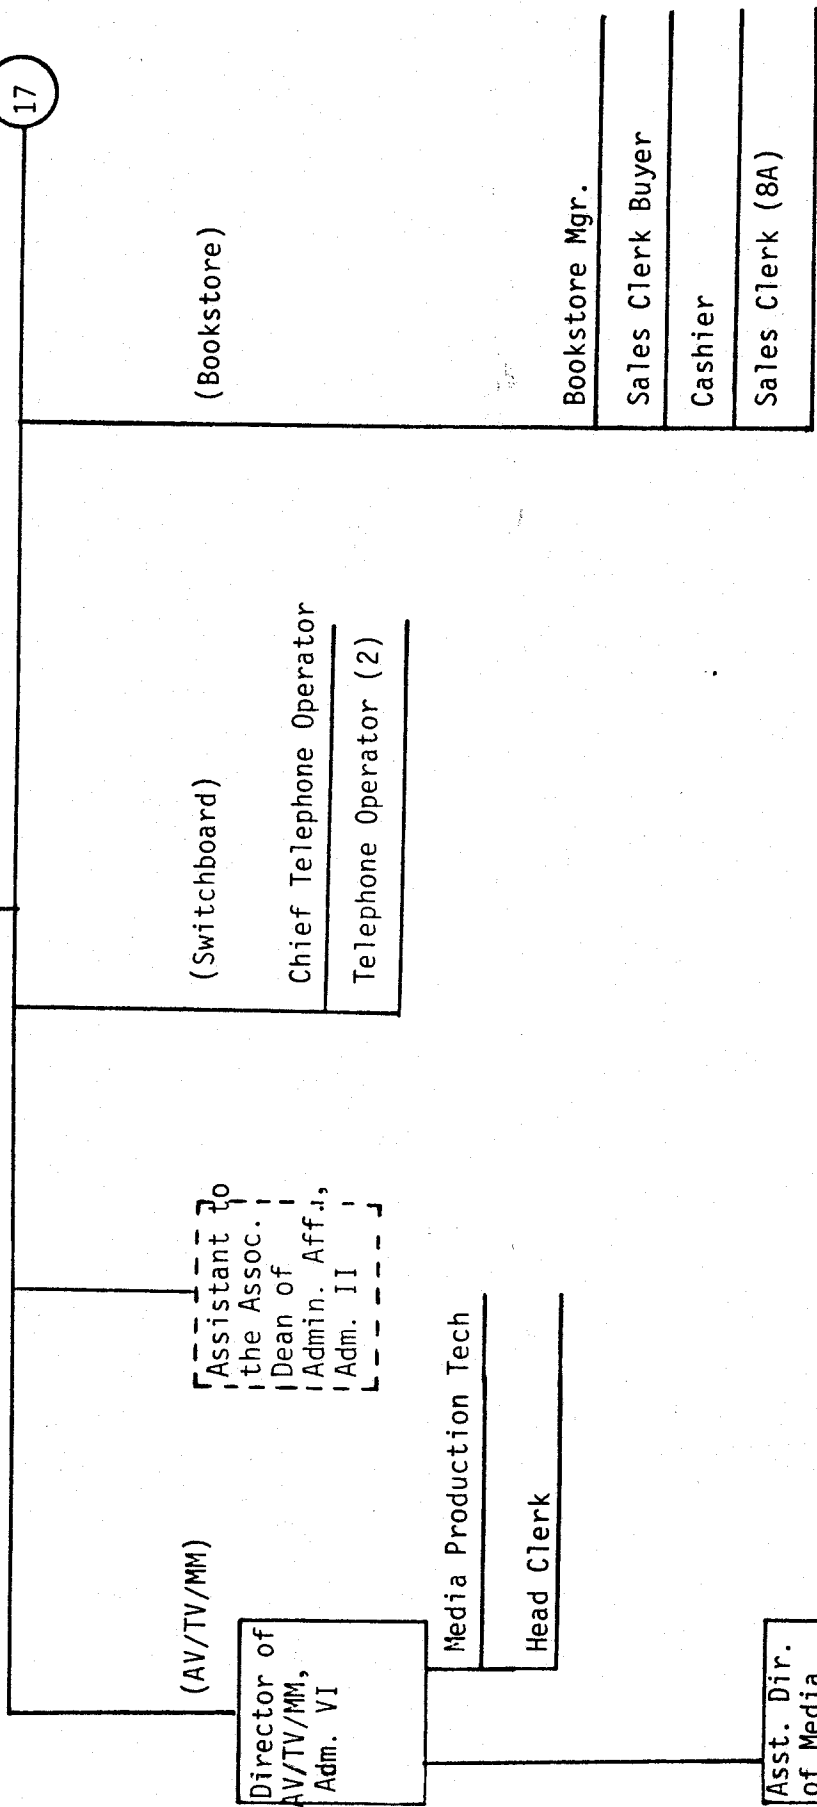 17
(AV/TV/MM)
Director of
AV/TV/MM,
Adm. VI
Media Production Tech
Head Clerk
Asst. Dir.
of Media
Assistant to
the Assoc.
Dean of
Admin. Aff.,
Adm. II
(Switchboard)
Chief Telephone Operator
Telephone Operator (2)
(Bookstore)
Bookstore Mgr.
Sales Clerk Buyer
Cashier
Sales Clerk (8A)